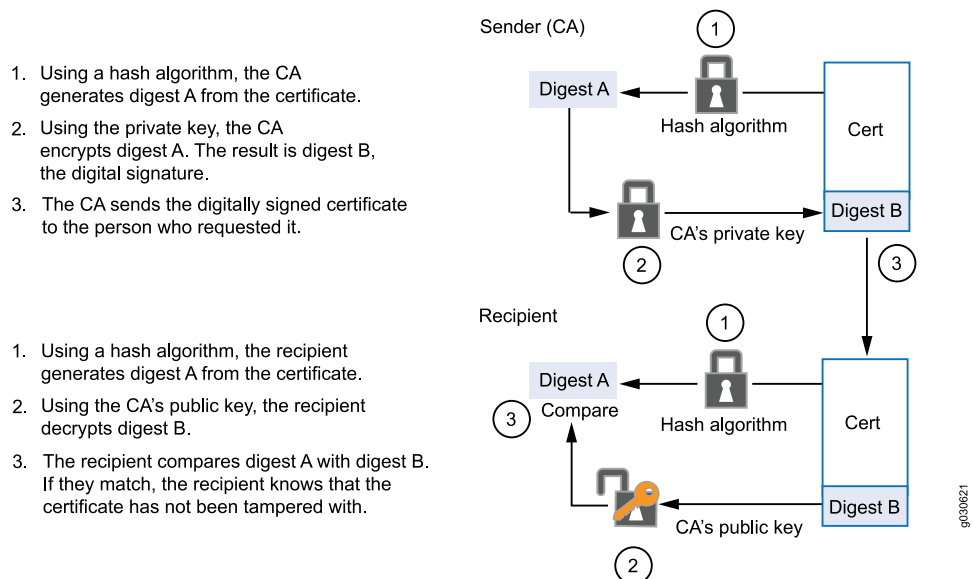 1. Using a hash algorithm, the CA
generates digest A from the certificate.
2. Using the private key, the CA
encrypts digest A. The result is digest B,
the digital signature.
3. The CA sends the digitally signed certificate
to the person who requested it.
Sender (CA)
1
Digest A
Hash algorithm
Cert
Digest B
CA's private key
2
3
1. Using a hash algorithm, the recipient
generates digest A from the certificate.
2. Using the CA's public key, the recipient
decrypts digest B.
3. The recipient compares digest A with digest B.
If they match, the recipient knows that the
certificate has not been tampered with.
Recipient
1
Digest A
3
Compare
Hash algorithm
Cert
Digest B
CA's public key
2
g030621